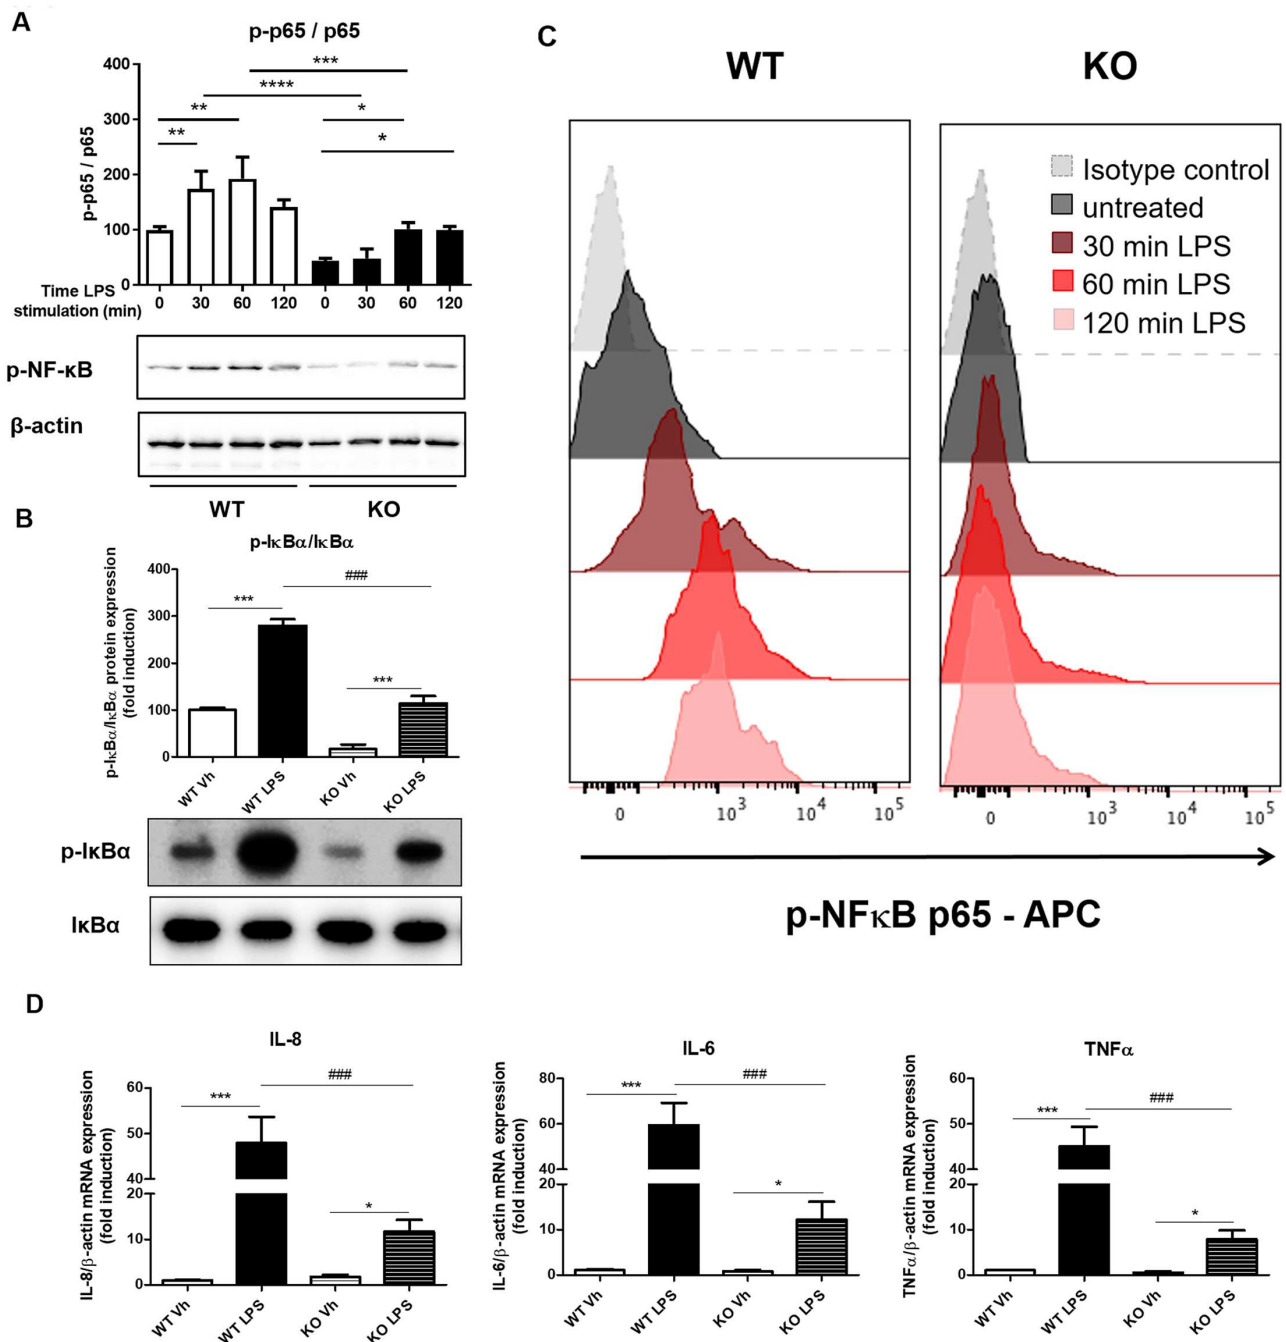 A
p-p65 / p65
p-p65 / p65
400
300
200
100
0
***
****
**
**
*
*
Time LPS
stimulation (min)
0 30 60 120 0 30 60 120
p-NF-κB
β-actin
WT KO
B
p-IκBα/IκBα
p-IκBα/IκBα protein expression
(fold induction)
400
300
200
100
0
***
###
***
WT Vh
WT LPS
KO Vh
KO LPS
p-IκBα
IκBα
C
WT KO
Isotype control
untreated
30 min LPS
60 min LPS
120 min LPS
0 10³ 10⁴ 10⁵
0 10³ 10⁴ 10⁵
p-NFκB p65 - APC
D
IL-8
IL-8/β-actin mRNA expression
(fold induction)
60
50
40
20
10
0
***
###
*
WT Vh
WT LPS
KO Vh
KO LPS
IL-6
IL-6/β-actin mRNA expression
(fold induction)
80
60
40
20
10
0
***
###
*
WT Vh
WT LPS
KO Vh
KO LPS
TNFα
TNFα/β-actin mRNA expression
(fold induction)
60
50
40
20
10
0
***
###
*
WT Vh
WT LPS
KO Vh
KO LPS